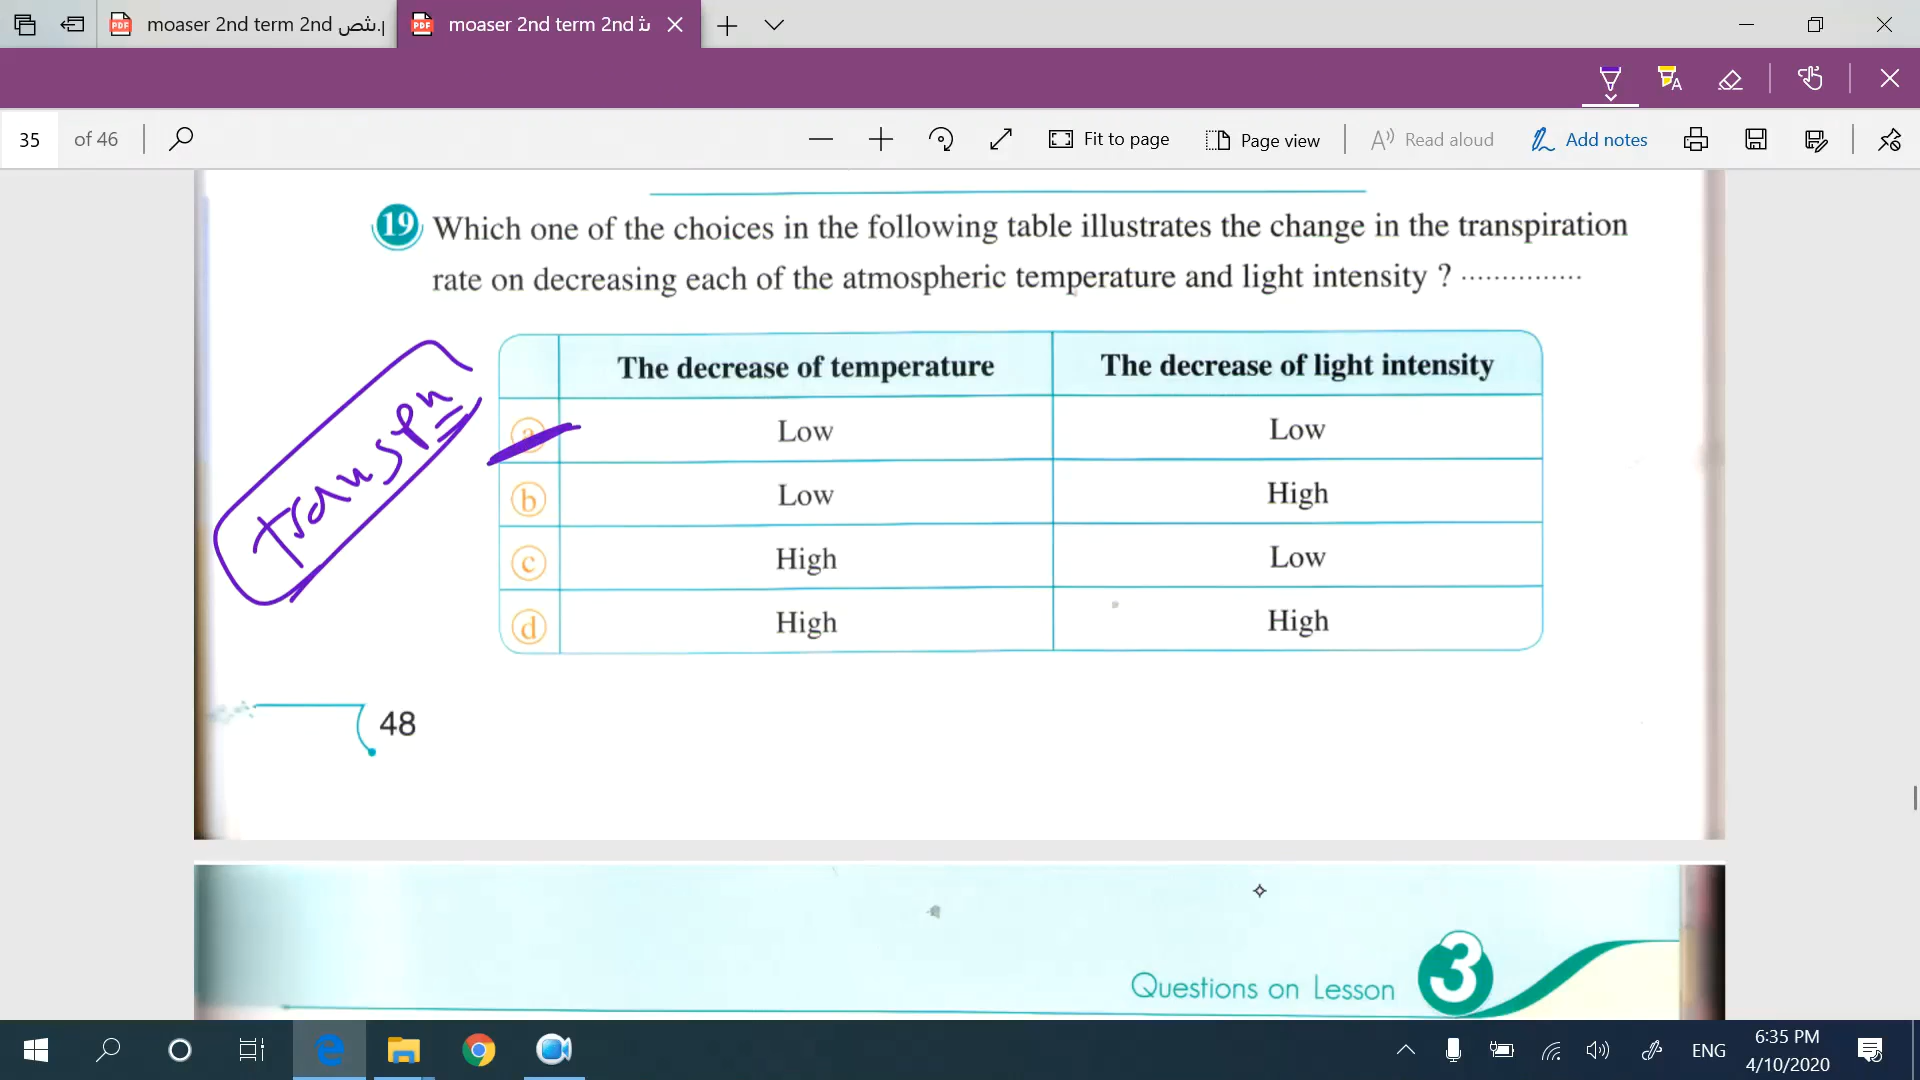 moaser 2nd term 2nd نثص.p
moaser 2nd term 2nd ث
35 of 46
Fit to page
Page view
Read aloud
Add notes
19 Which one of the choices in the following table illustrates the change in the transpiration
rate on decreasing each of the atmospheric temperature and light intensity ? ...............
The decrease of temperature The decrease of light intensity
a Low Low
b Low High
c High Low
d High High
Transpn
48
Questions on Lesson 3
ENG
6:35 PM
4/10/2020